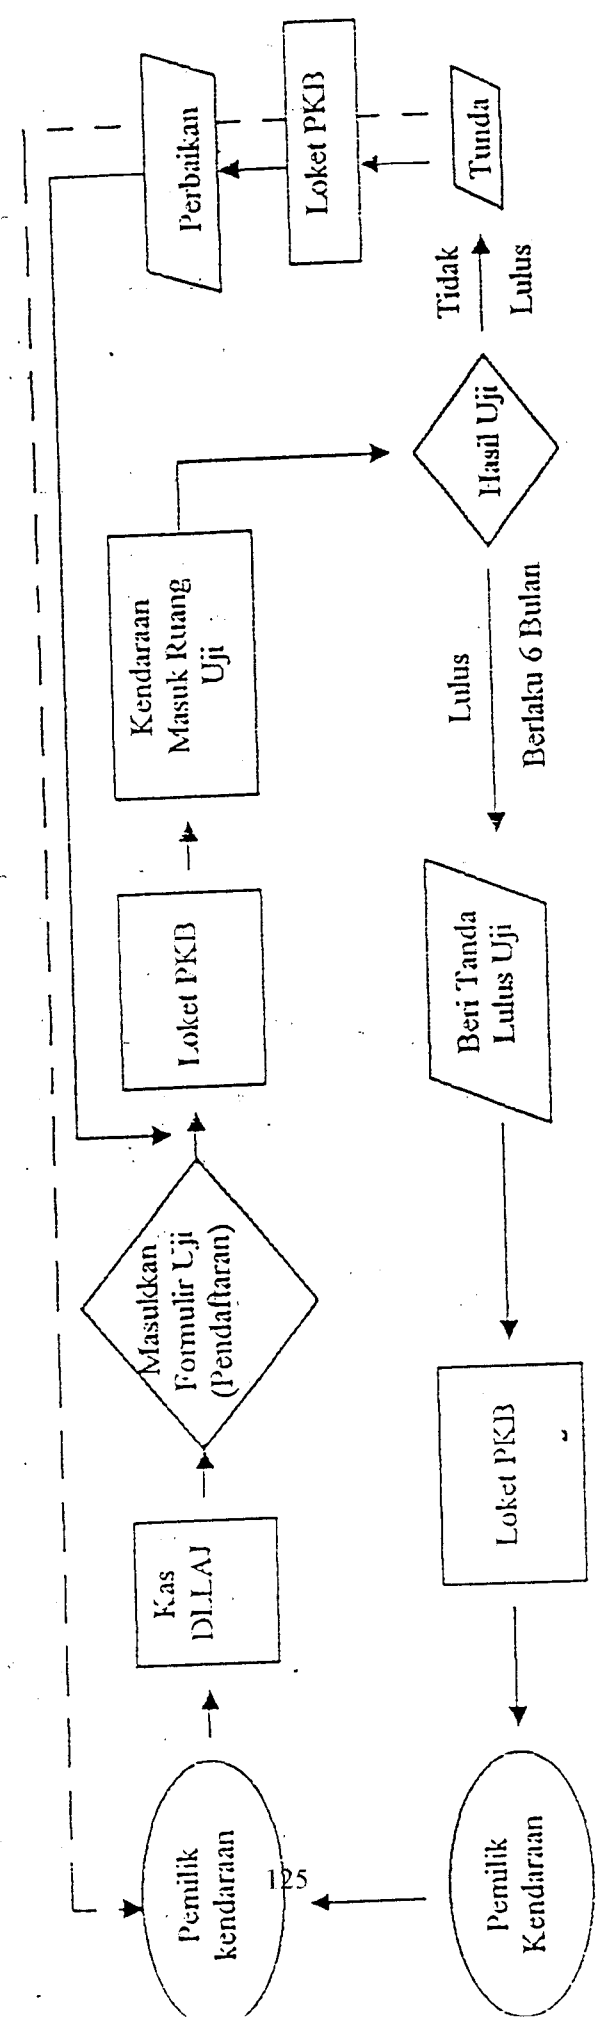 Pemilik
kendaraan
Kas
DLLAJ
Masukkan
Formulir Uji
(Pendaftaran)
Loket PKB
Kendaraan
Masuk Ruang
Uji
Perbaikan
Loket PKB
Tunda
Tidak
Lulus
Hasil Uji
Lulus
Berlaku 6 Bulan
Beri Tanda
Lulus Uji
Loket PKB
Pemilik
Kendaraan
125